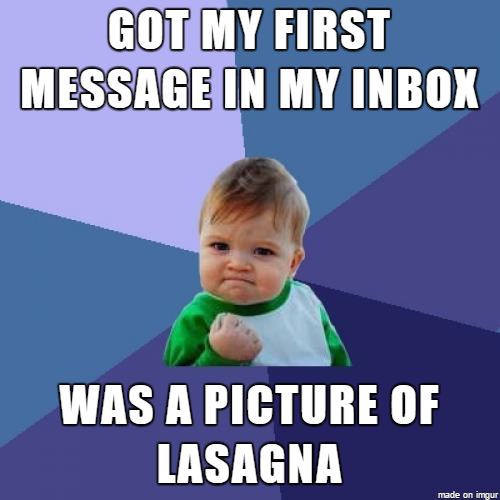 GOT MY FIRST
MESSAGE IN MY INBOX
WAS A PICTURE OF
LASAGNA
made on imgur